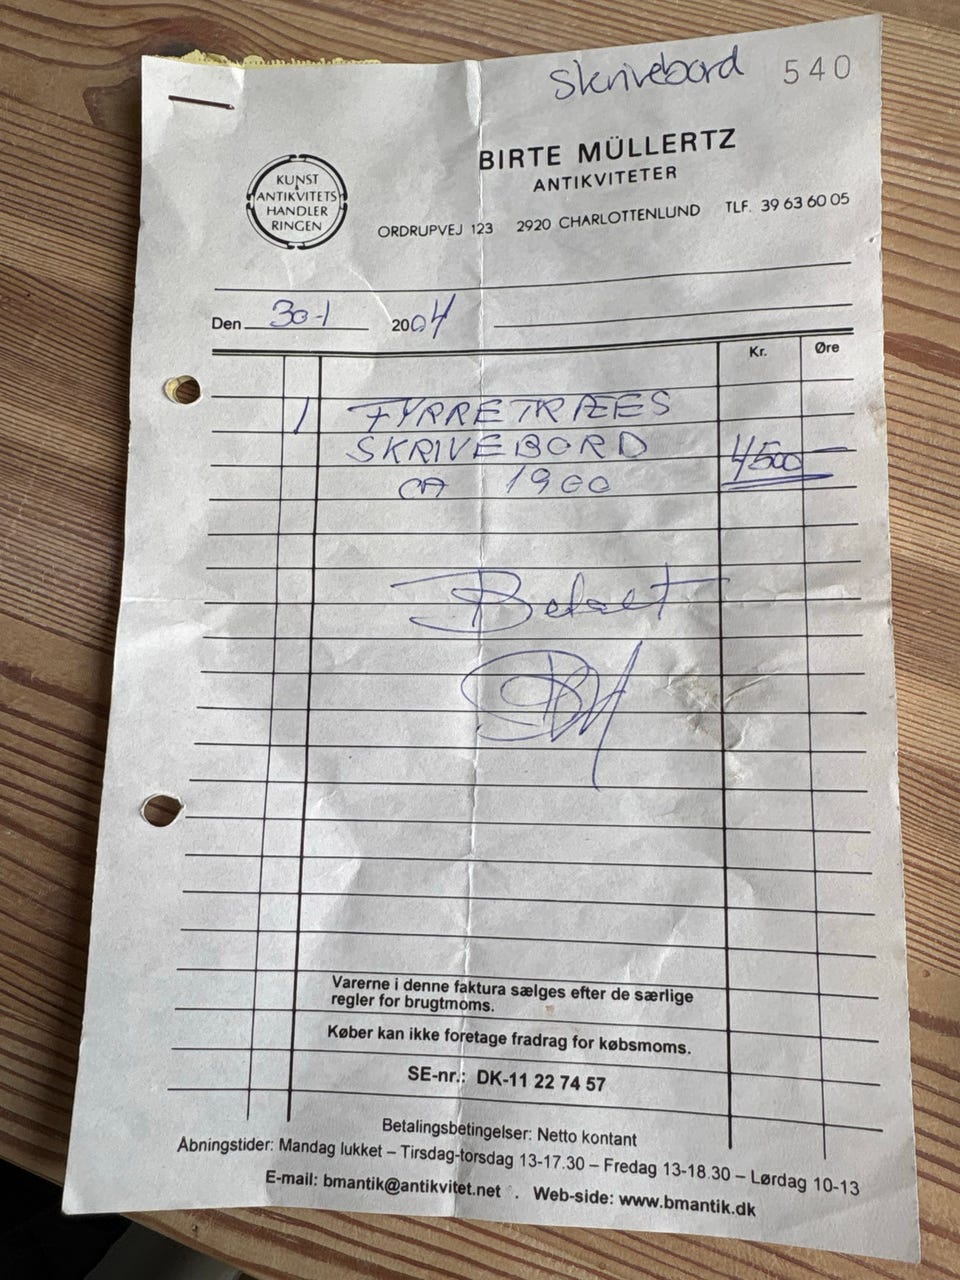 Skrivebord 540
BIRTE MÜLLERTZ
ANTIKVITETER
ORDRUPVEJ 123 2920 CHARLOTTENLUND TLF. 39 63 60 05
KUNST
&
ANTIKVITETS
HANDLER
RINGEN
Den 30-1 2004
Kr. Øre
1 FYRRETRÆES
SKRIVEBORD 4500 —
CA 1900
Betalt
BM
Varerne i denne faktura sælges efter de særlige
regler for brugtmoms.
Køber kan ikke foretage fradrag for købsmoms.
SE-nr.: DK-11 22 74 57
Betalingsbetingelser: Netto kontant
Åbningstider: Mandag lukket – Tirsdag-torsdag 13-17.30 – Fredag 13-18.30 – Lørdag 10-13
E-mail: bmantik@antikvitet.net . Web-side: www.bmantik.dk